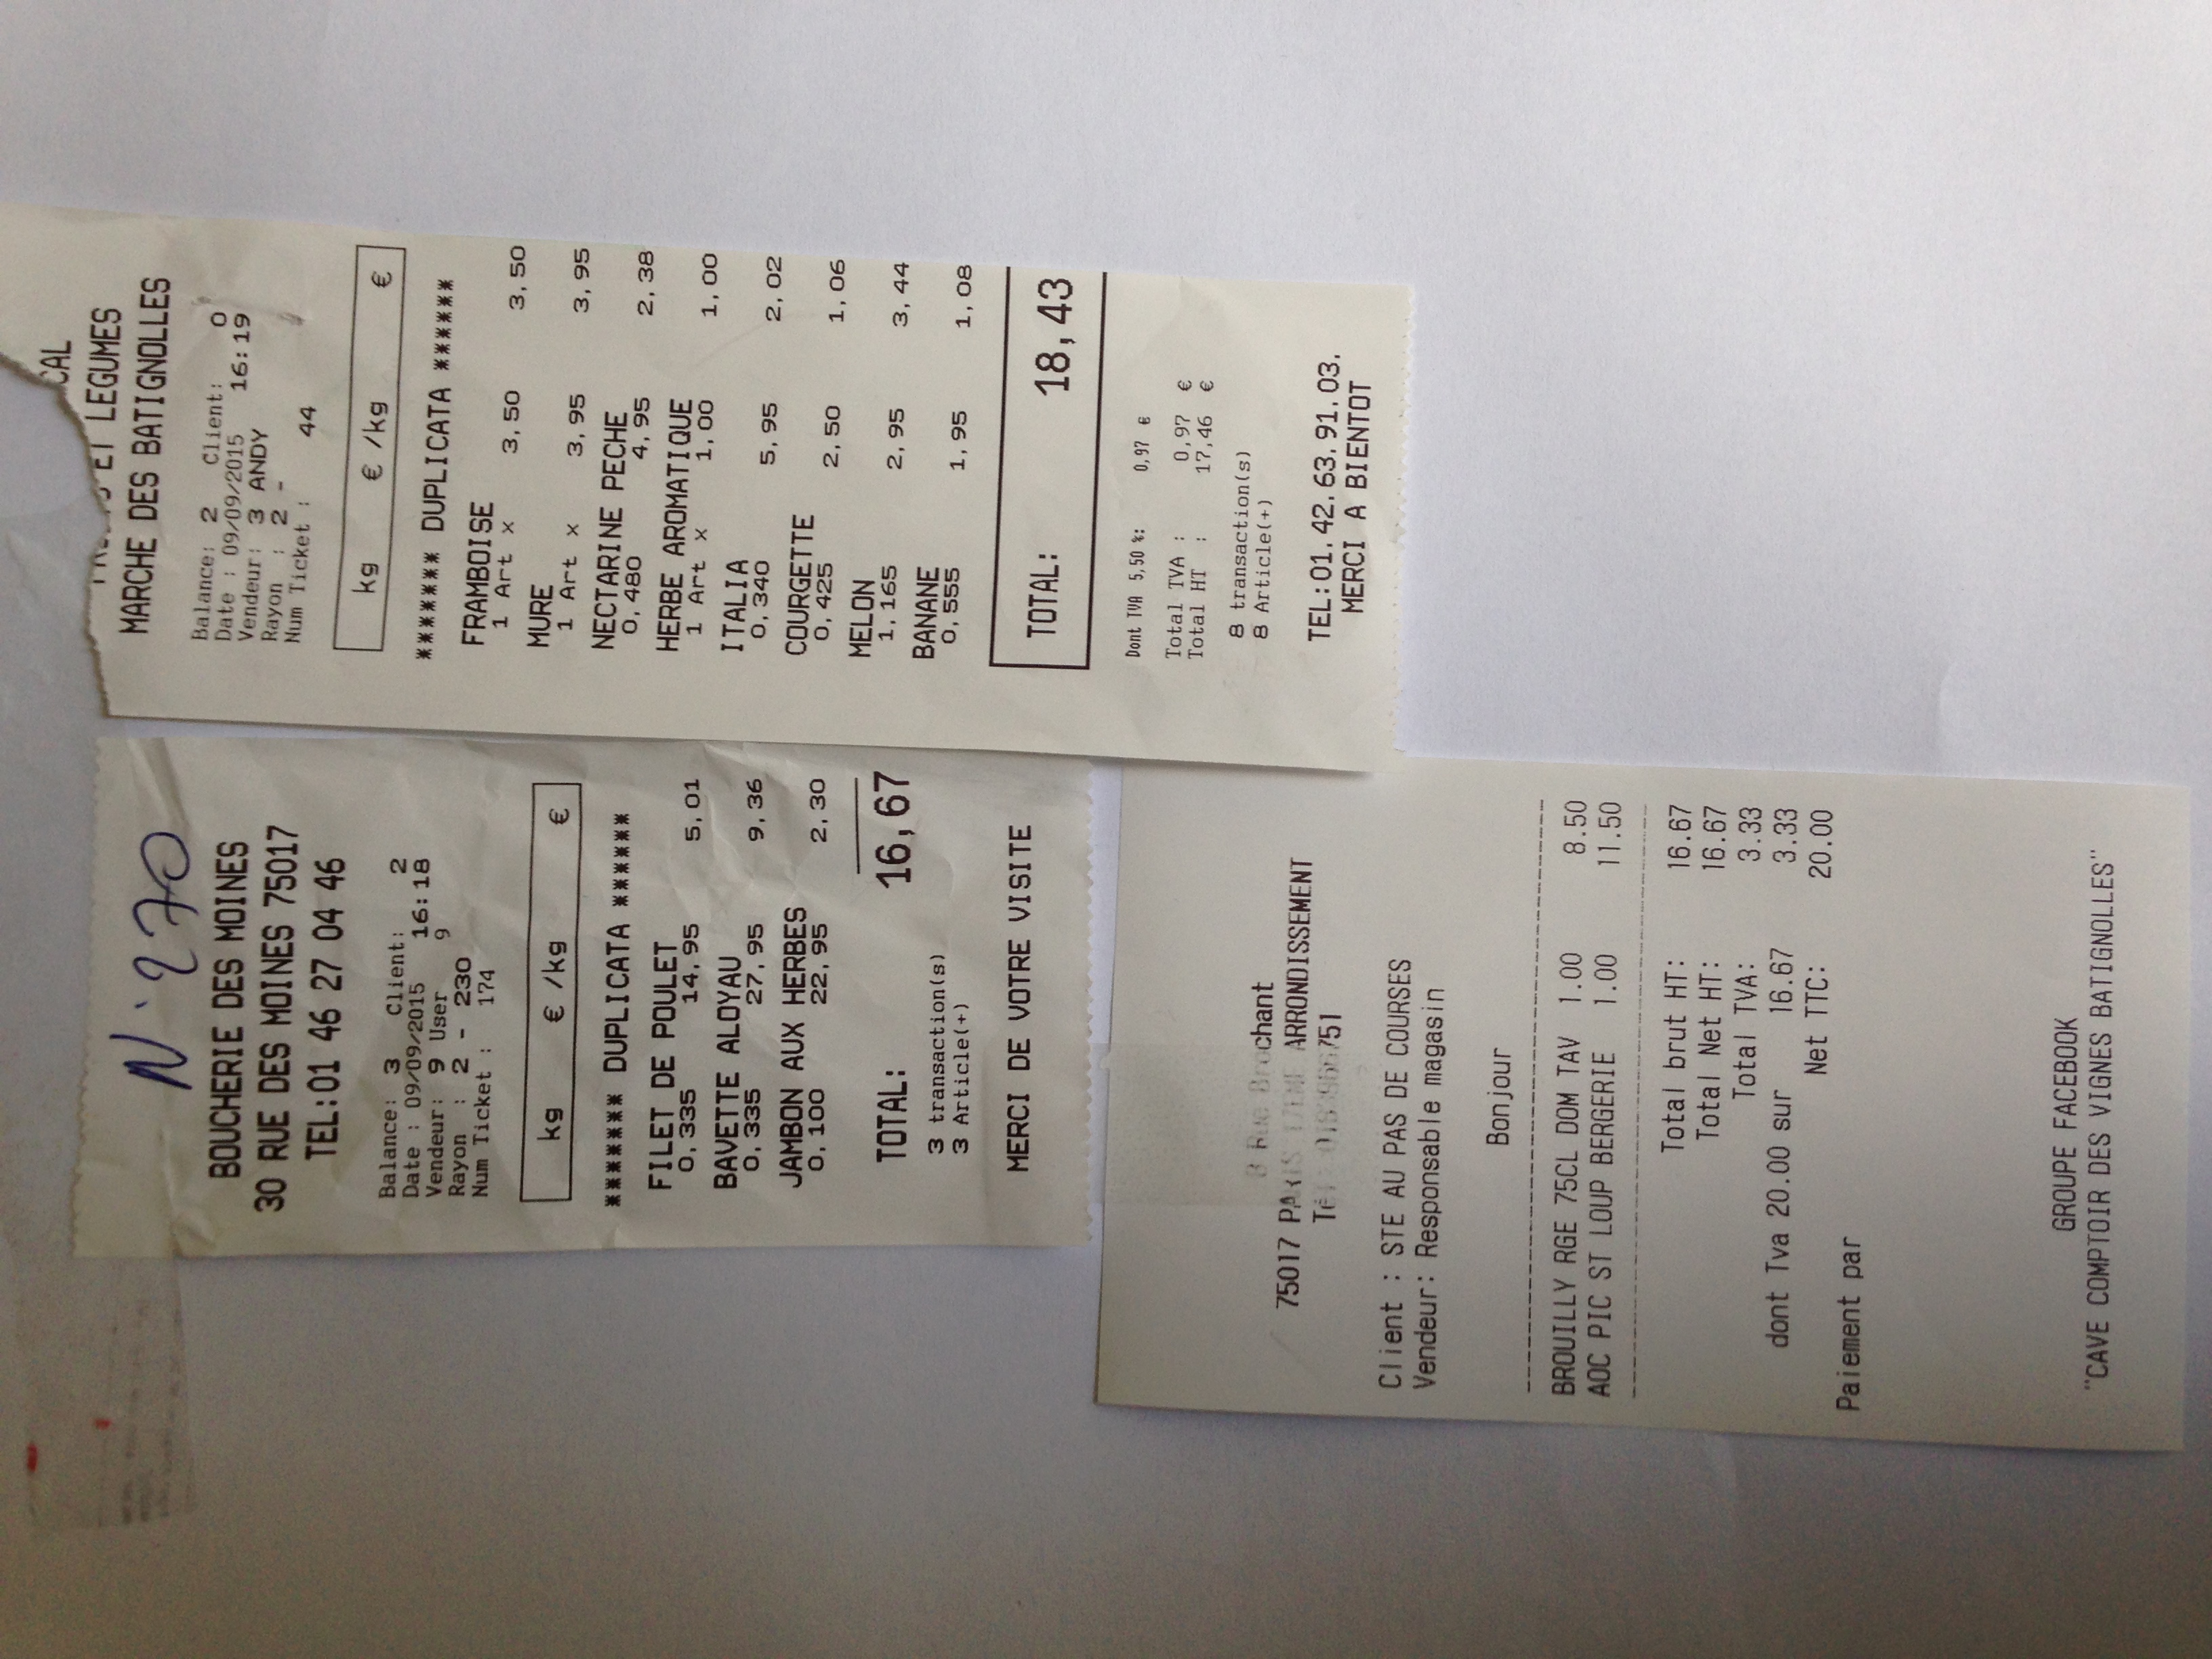 N° 270
BOUCHERIE DES MOINES
30 RUE DES MOINES 75017
TEL:01 46 27 04 46
Balance: 3 Client: 2
Date : 09/09/2015 16:18
Vendeur: 9 User 9
Rayon : 2 - 230
Num Ticket : 174
kg € /kg €
******* DUPLICATA ******
FILET DE POULET
0,335 14,95 5,01
BAVETTE ALOYAU
0,335 27,95 9,36
JAMBON AUX HERBES
0,100 22,95 2,30
TOTAL: 16,67
3 transaction(s)
3 Article(+)
MERCI DE VOTRE VISITE
ET LEGUMES
MARCHE DES BATIGNOLLES
Balance: 2 Client: 0
Date : 09/09/2015 16:19
Vendeur: 3 ANDY
Rayon : 2 -
Num Ticket : 44
kg € /kg €
******* DUPLICATA ******
FRAMBOISE
1 Art x 3,50 3,50
MURE
1 Art x 3,95 3,95
NECTARINE PECHE
0,480 4,95 2,38
HERBE AROMATIQUE
1 Art x 1,00 1,00
ITALIA
0,340 5,95 2,02
COURGETTE
0,425 2,50 1,06
MELON
1,165 2,95 3,44
BANANE
0,555 1,95 1,08
TOTAL: 18,43
Dont TVA 5,50 %: 0,97 €
Total TVA : 0,97 €
Total HT : 17,46 €
8 transaction(s)
8 Article(+)
TEL:01.42.63.91.03.
MERCI A BIENTOT
8 Rue Brochant
75017 PARIS 17EME ARRONDISSEMENT
Client : STE AU PAS DE COURSES
Vendeur: Responsable magasin
Bonjour
BROUILLY RGE 75CL DOM TAV 1.00 8.50
AOC PIC ST LOUP BERGERIE 1.00 11.50
Total brut HT: 16.67
Total Net HT: 16.67
Total TVA: 3.33
dont Tva 20.00 sur 16.67 3.33
Net TTC: 20.00
Paiement par
GROUPE FACEBOOK
"CAVE COMPTOIR DES VIGNES BATIGNOLLES"